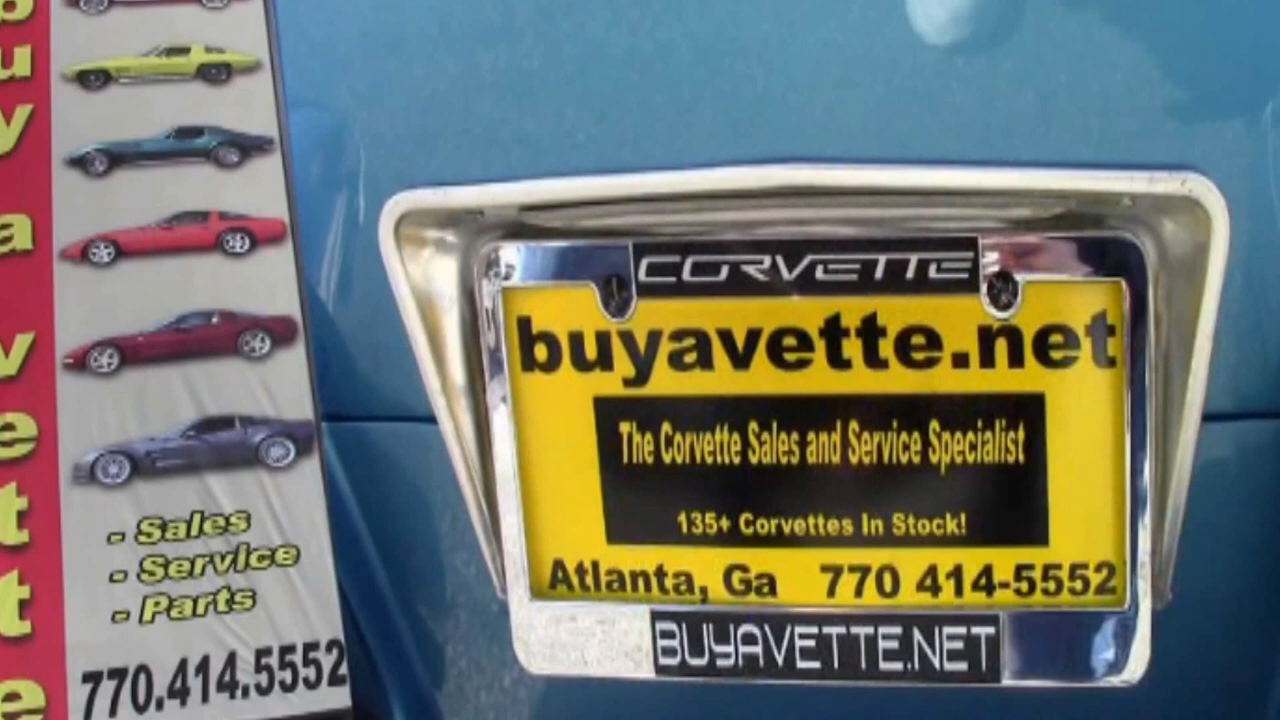 b
u
y
a
v
e
t
t
e
- Sales
- Service
- Parts
770.414.5552
CORVETTE
buyavette.net
The Corvette Sales and Service Specialist
135+ Corvettes In Stock!
Atlanta, Ga 770 414-5552
BUYAVETTE.NET